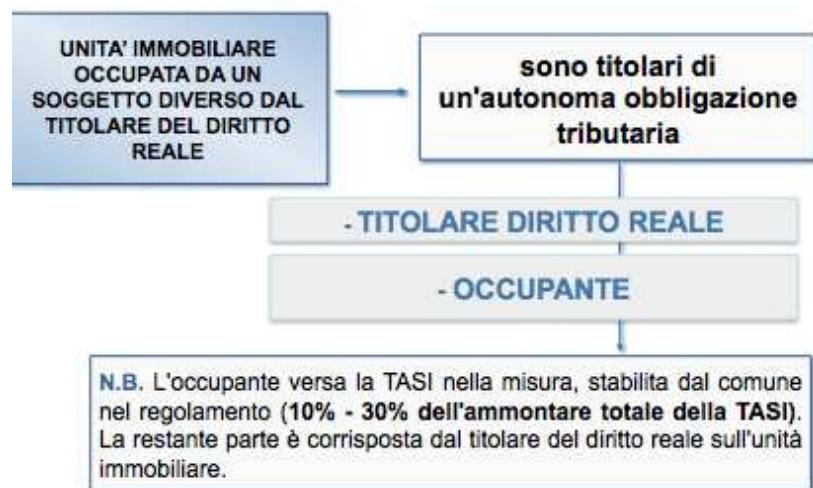 UNITA' IMMOBILIARE
OCCUPATA DA UN
SOGGETTO DIVERSO DAL
TITOLARE DEL DIRITTO
REALE
sono titolari di
un'autonoma obbligazione
tributaria
- TITOLARE DIRITTO REALE
- OCCUPANTE
N.B. L'occupante versa la TASI nella misura, stabilita dal comune
nel regolamento (10% - 30% dell'ammontare totale della TASI).
La restante parte è corrisposta dal titolare del diritto reale sull'unità
immobiliare.